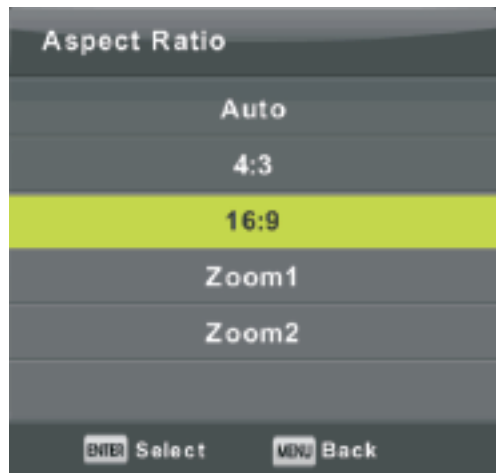 Aspect Ratio
Auto
4:3
16:9
Zoom1
Zoom2
ENTER Select MENU Back